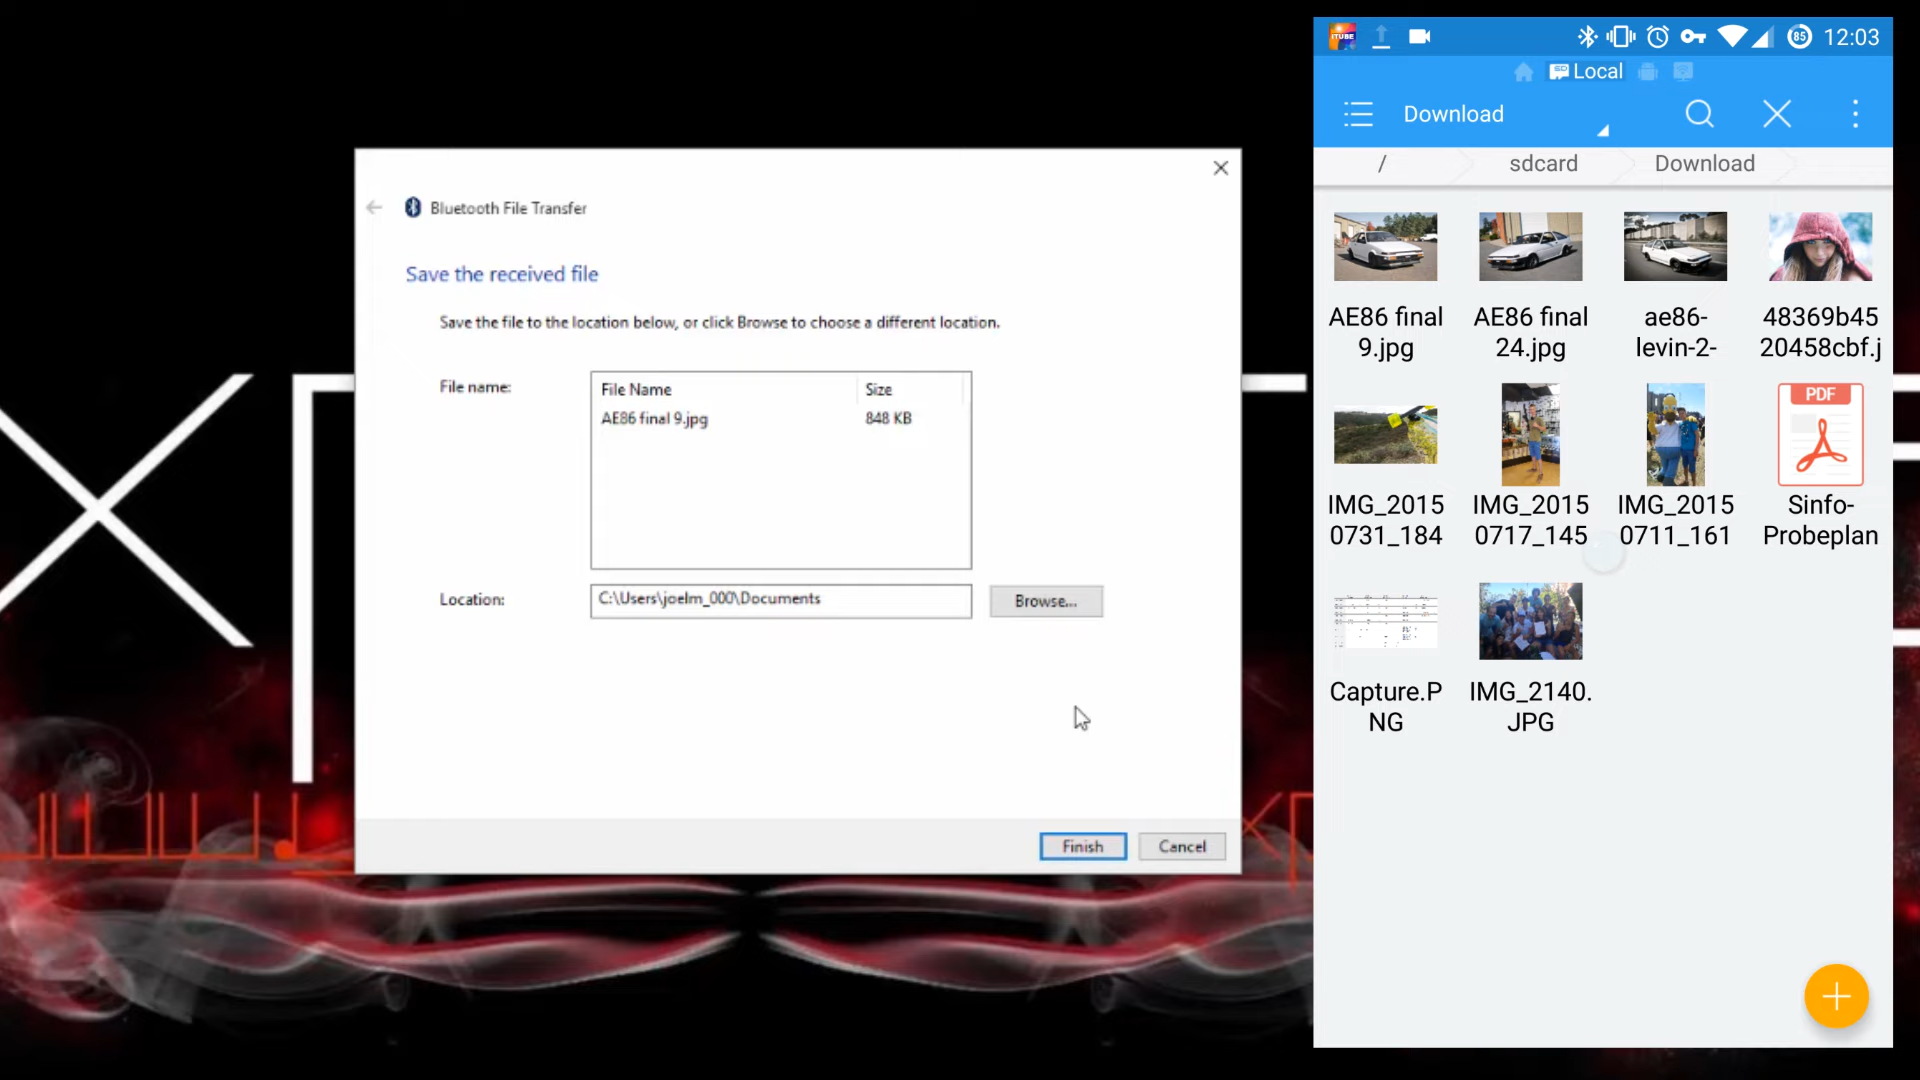 Bluetooth File Transfer
Save the received file
Save the file to the location below, or click Browse to choose a different location.
File name:
File Name Size
AE86 final 9.jpg 848 KB
Location:
C:\Users\joelm_000\Documents
Browse...
Finish
Cancel
ITUBE
85
12:03
SD
Local
Download
/
sdcard
Download
AE86 final
9.jpg
AE86 final
24.jpg
ae86-
levin-2-
48369b45
20458cbf.j
IMG_2015
0731_184
IMG_2015
0717_145
IMG_2015
0711_161
PDF
Sinfo-
Probeplan
Capture.P
NG
IMG_2140.
JPG